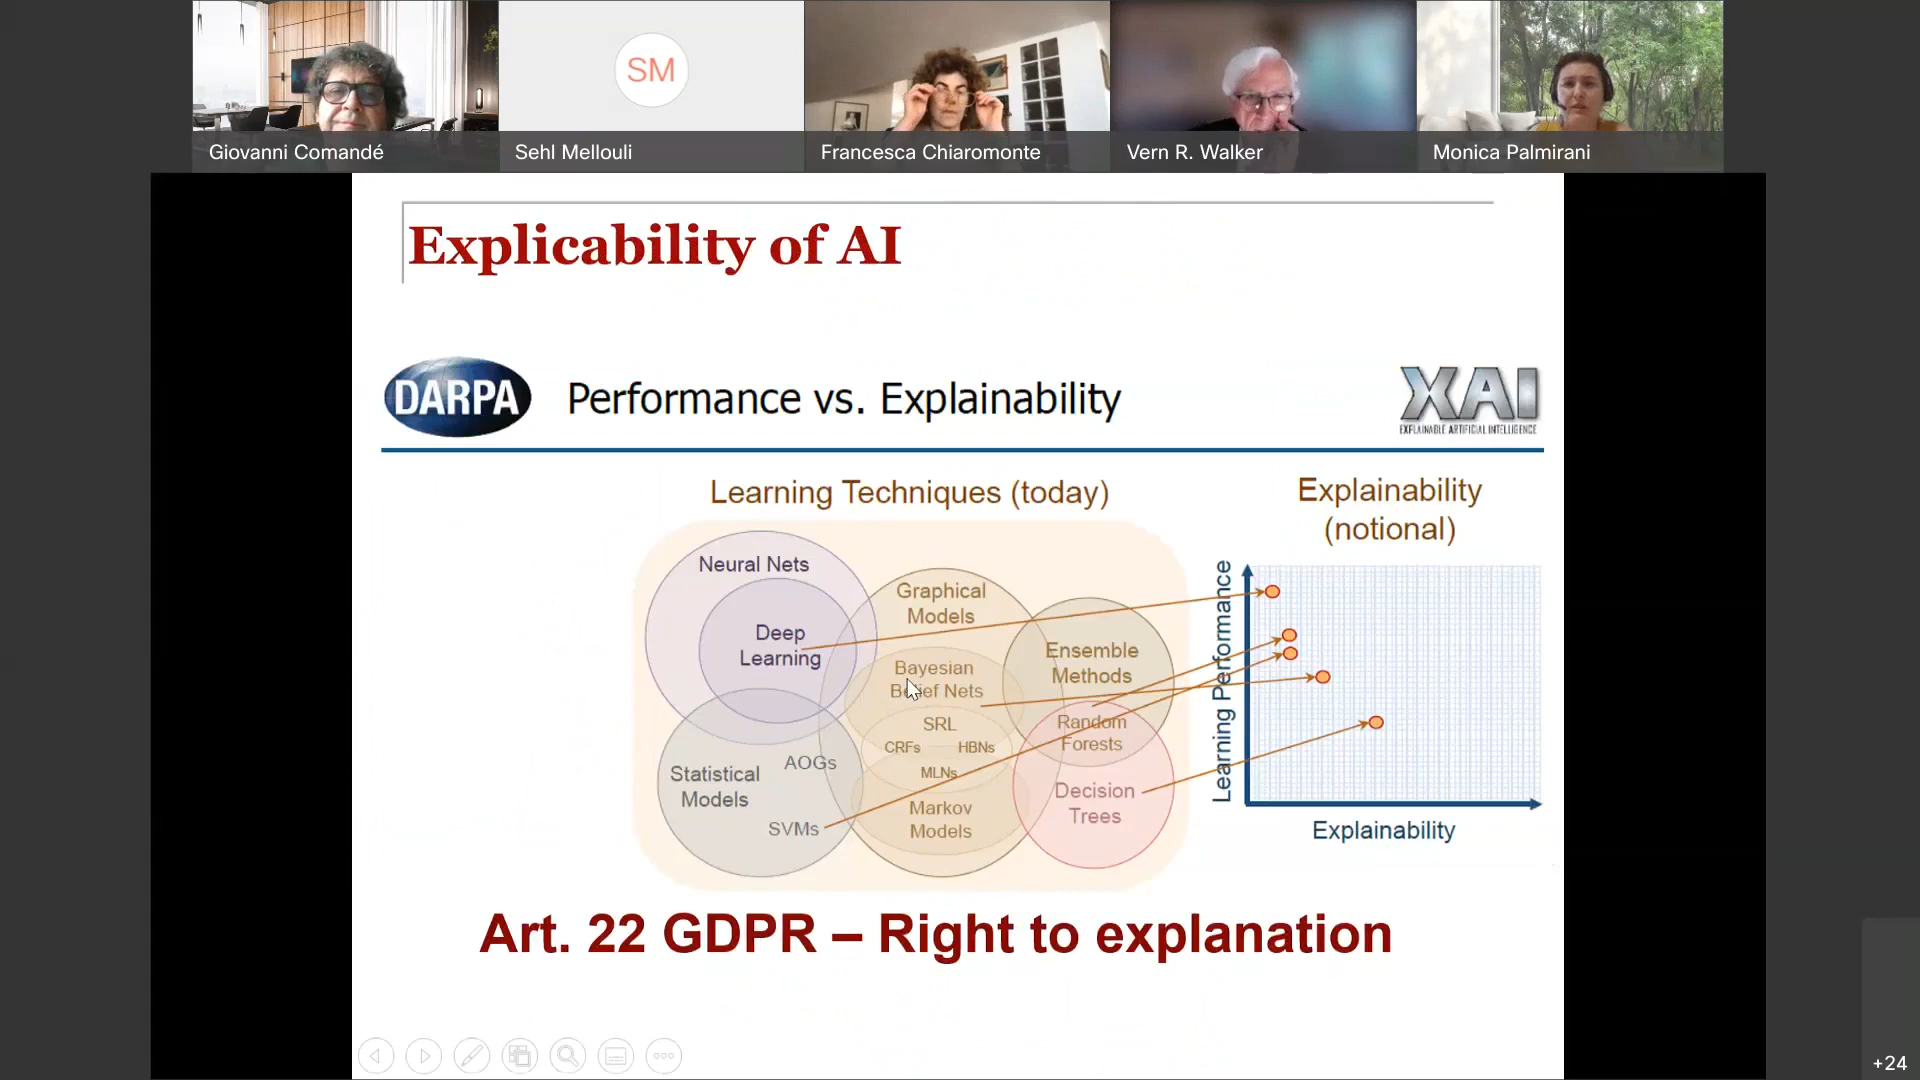 SM
Giovanni Comandé
Sehl Mellouli
Francesca Chiaromonte
Vern R. Walker
Monica Palmirani
Explicability of AI
DARPA
Performance vs. Explainability
XAI
EXPLAINABLE ARTIFICIAL INTELLIGENCE
Learning Techniques (today)
Neural Nets
Deep
Learning
Graphical
Models
Bayesian
Belief Nets
SRL
CRFs
HBNs
MLNs
Markov
Models
Ensemble
Methods
Random
Forests
Decision
Trees
Statistical
Models
AOGs
SVMs
Explainability
(notional)
Learning Performance
Explainability
Art. 22 GDPR – Right to explanation
+24